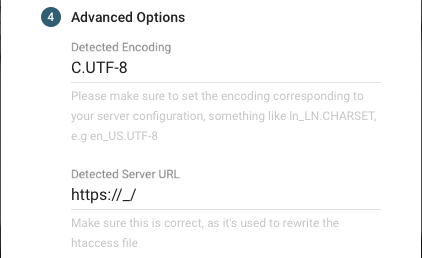 4 Advanced Options
Detected Encoding
C.UTF-8
Please make sure to set the encoding corresponding to
your server configuration, something like ln_LN.CHARSET,
e.g en_US.UTF-8
Detected Server URL
https://_/
Make sure this is correct, as it's used to rewrite the
htaccess file